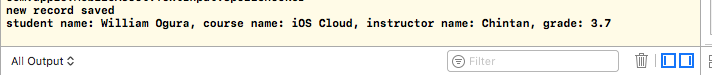 new record saved
student name: William Ogura, course name: iOS Cloud, instructor name: Chintan, grade: 3.7
All Output
Filter